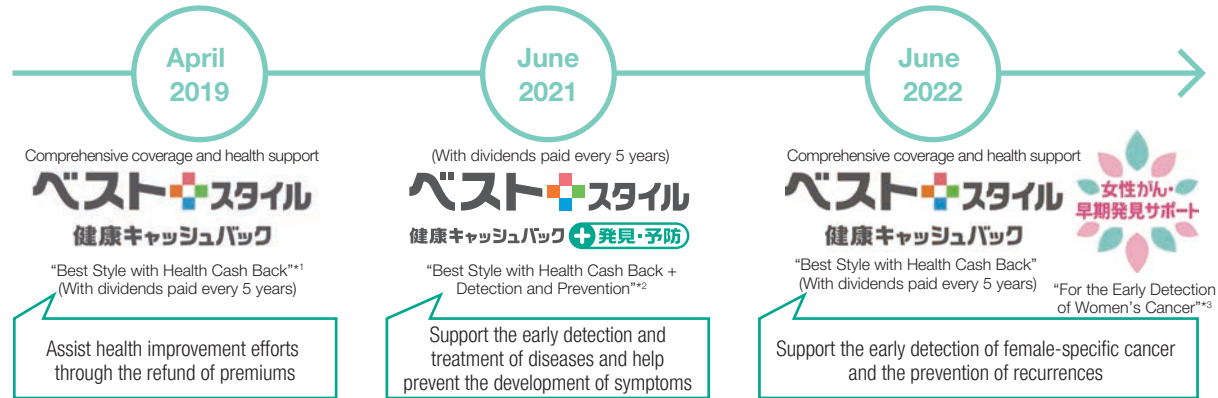 April
2019
Comprehensive coverage and health support
ベスト スタイル
健康キャッシュバック
"Best Style with Health Cash Back"*1
(With dividends paid every 5 years)
Assist health improvement efforts
through the refund of premiums
June
2021
(With dividends paid every 5 years)
ベスト スタイル
健康キャッシュバック + 発見・予防
"Best Style with Health Cash Back +
Detection and Prevention"*2
Support the early detection and
treatment of diseases and help
prevent the development of symptoms
June
2022
Comprehensive coverage and health support
ベスト スタイル
健康キャッシュバック
"Best Style with Health Cash Back"
(With dividends paid every 5 years)
女性がん・
早期発見サポート
"For the Early Detection
of Women's Cancer"*3
Support the early detection of female-specific cancer
and the prevention of recurrences